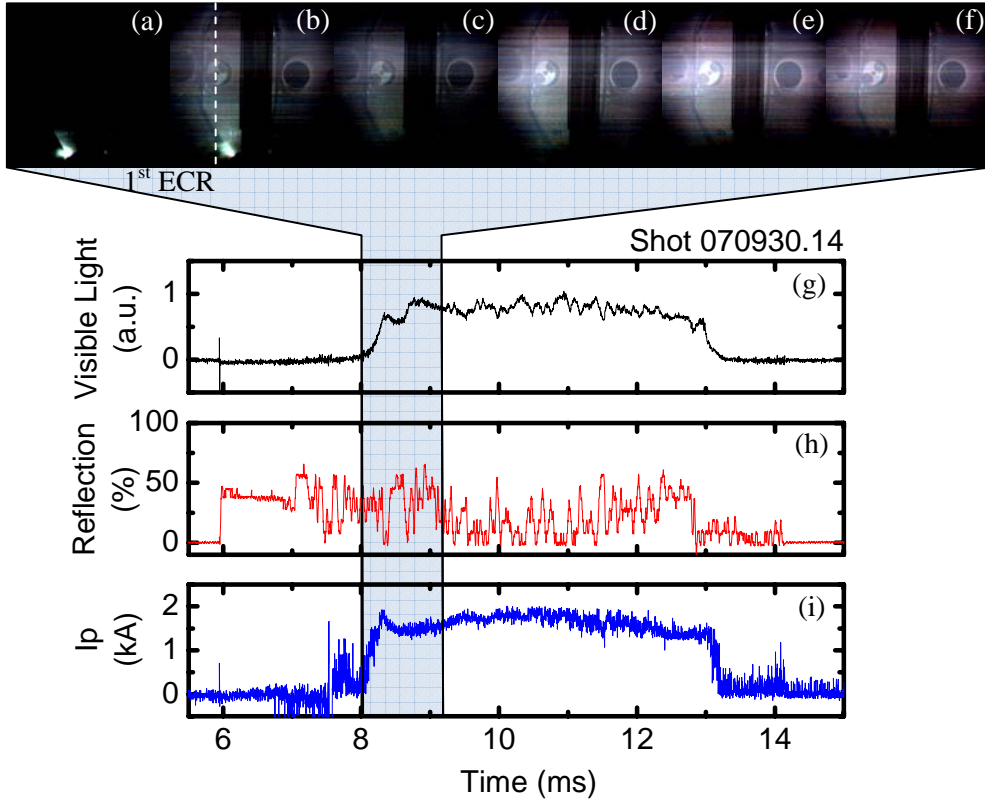 (a) (b) (c) (d) (e) (f)
1st ECR
Shot 070930.14
Visible Light
(a.u.)
1
0
(g)
Reflection
(%)
100
50
0
(h)
Ip
(kA)
2
1
0
(i)
6 8 10 12 14
Time (ms)